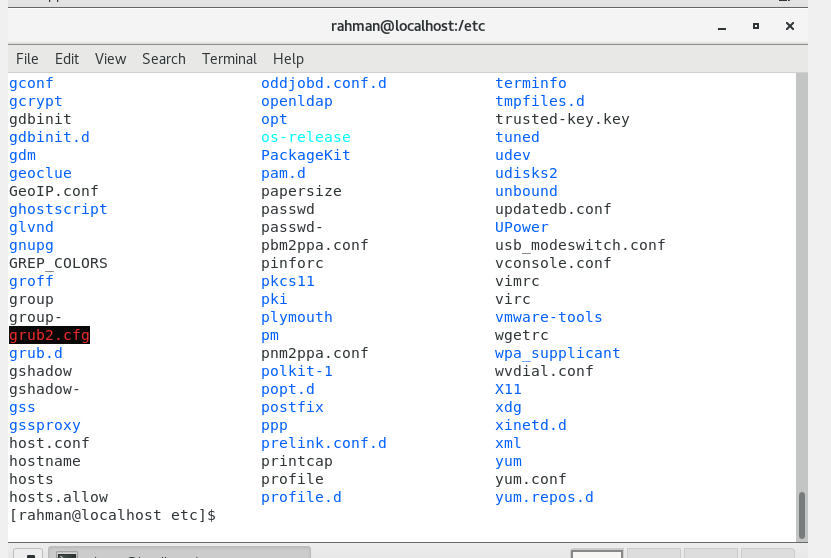 rahman@localhost:/etc
File Edit View Search Terminal Help
gconf oddjobd.conf.d terminfo
gcrypt openldap tmpfiles.d
gdbinit opt trusted-key.key
gdbinit.d os-release tuned
gdm PackageKit udev
geoclue pam.d udisks2
GeoIP.conf papersize unbound
ghostscript passwd updatedb.conf
glvnd passwd- UPower
gnupg pbm2ppa.conf usb_modeswitch.conf
GREP_COLORS pinforc vconsole.conf
groff pkcs11 vimrc
group pki virc
group- plymouth vmware-tools
grub2.cfg pm wgetrc
grub.d pnm2ppa.conf wpa_supplicant
gshadow polkit-1 wvdial.conf
gshadow- popt.d X11
gss postfix xdg
gssproxy ppp xinetd.d
host.conf prelink.conf.d xml
hostname printcap yum
hosts profile yum.conf
hosts.allow profile.d yum.repos.d
[rahman@localhost etc]$